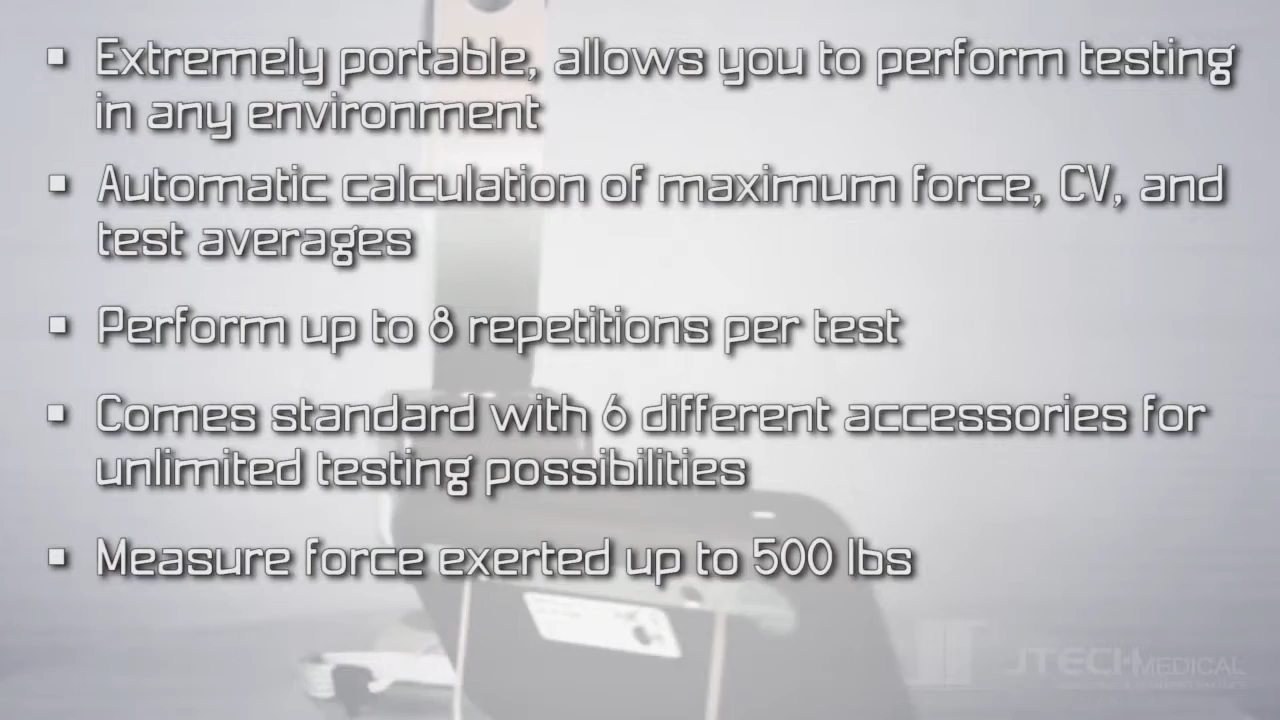 ▪ Extremely portable, allows you to perform testing
in any environment
▪ Automatic calculation of maximum force, CV, and
test averages
▪ Perform up to 8 repetitions per test
▪ Comes standard with 6 different accessories for
unlimited testing possibilities
▪ Measure force exerted up to 500 lbs
JTECH MEDICAL